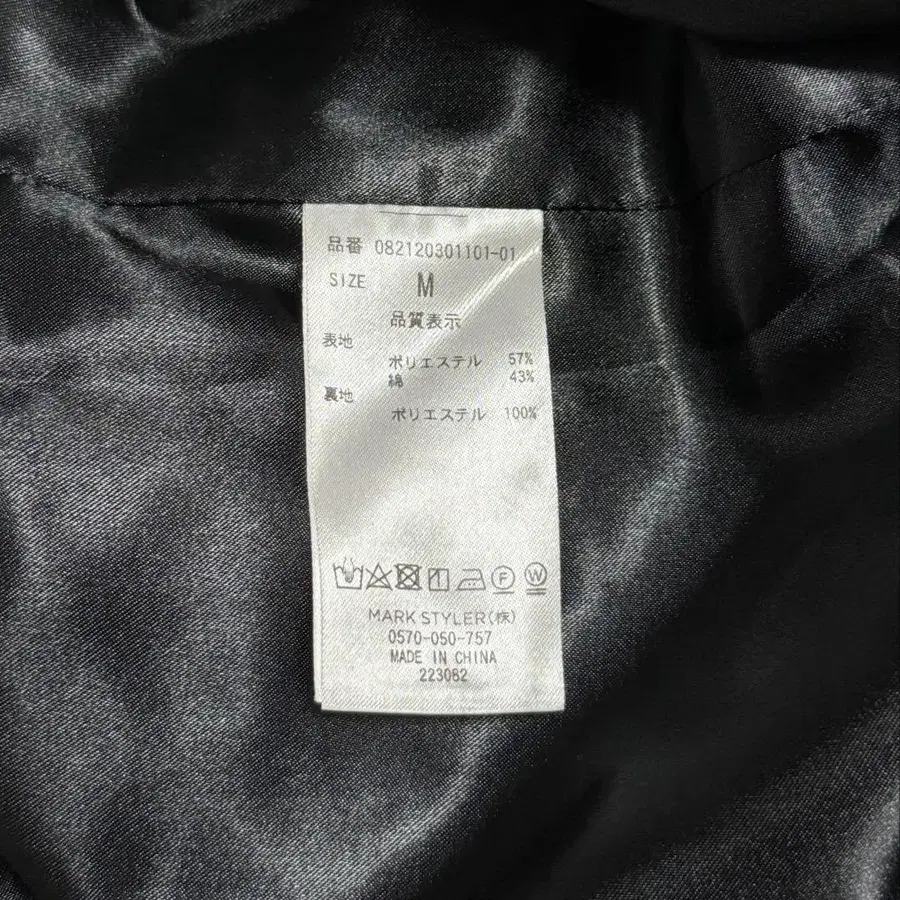 品番 082120301101-01
SIZE M
品質表示
表地
ポリエステル 57%
綿 43%
裏地
ポリエステル 100%
F W
MARK STYLER(株)
0570-050-757
MADE IN CHINA
223062